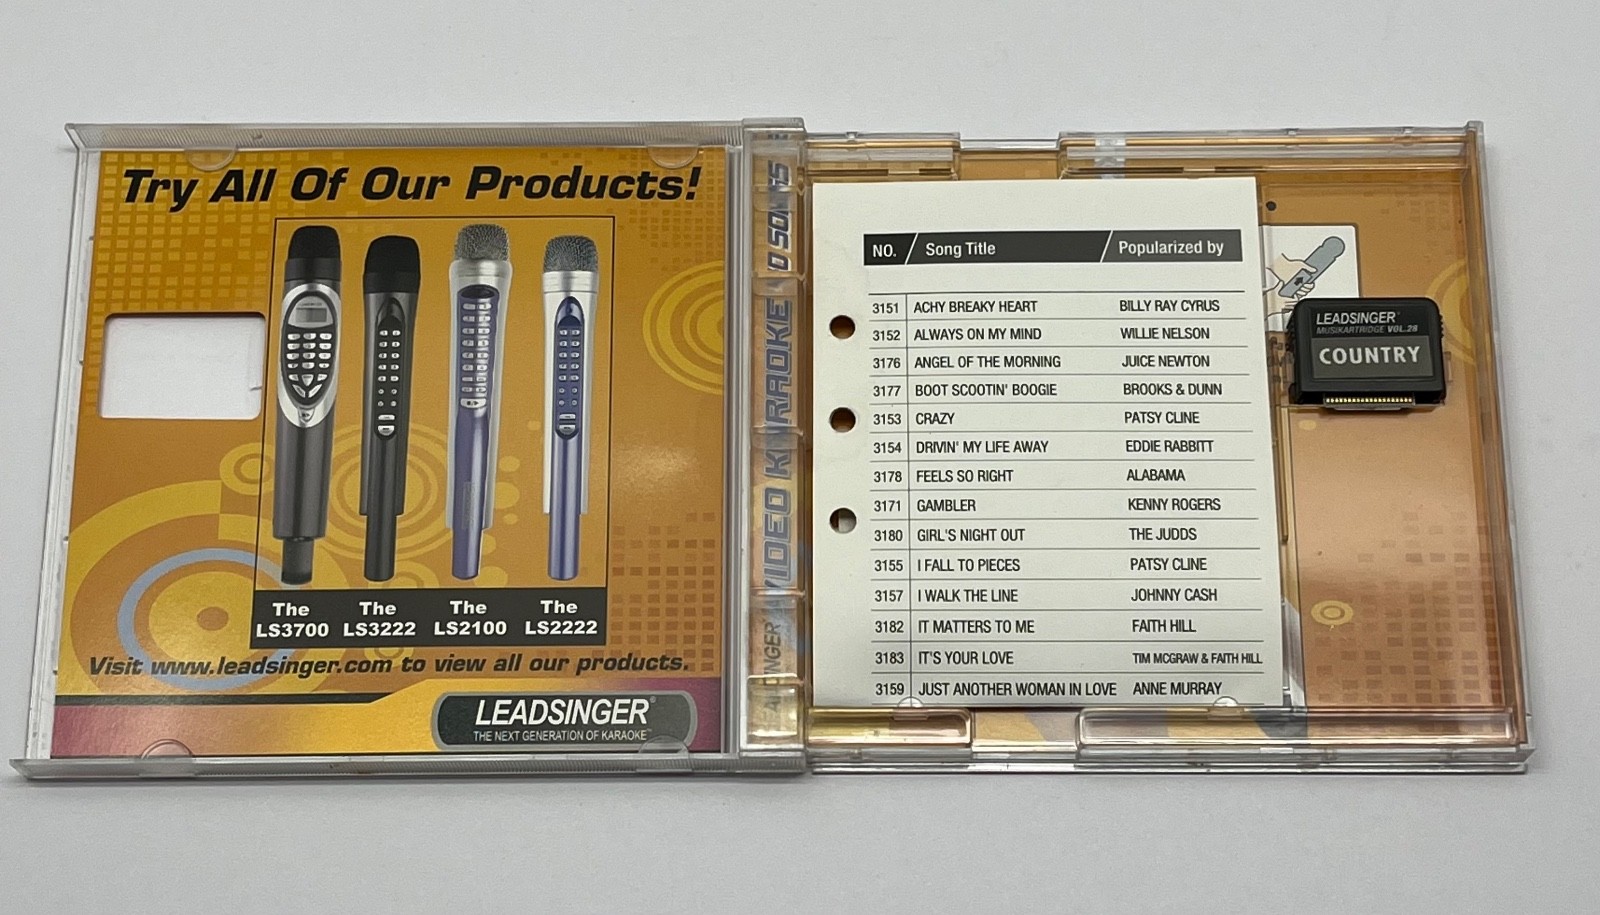 Try All Of Our Products!
The LS3700
The LS3222
The LS2100
The LS2222
Visit www.leadsinger.com to view all our products.
LEADSINGER®
THE NEXT GENERATION OF KARAOKE™
VIDEO KARAOKE
NO. Song Title Popularized by
3151 ACHY BREAKY HEART BILLY RAY CYRUS
3152 ALWAYS ON MY MIND WILLIE NELSON
3176 ANGEL OF THE MORNING JUICE NEWTON
3177 BOOT SCOOTIN' BOOGIE BROOKS & DUNN
3153 CRAZY PATSY CLINE
3154 DRIVIN' MY LIFE AWAY EDDIE RABBITT
3178 FEELS SO RIGHT ALABAMA
3171 GAMBLER KENNY ROGERS
3180 GIRL'S NIGHT OUT THE JUDDS
3155 I FALL TO PIECES PATSY CLINE
3157 I WALK THE LINE JOHNNY CASH
3182 IT MATTERS TO ME FAITH HILL
3183 IT'S YOUR LOVE TIM MCGRAW & FAITH HILL
3159 JUST ANOTHER WOMAN IN LOVE ANNE MURRAY
LEADSINGER®
MUSIKARTRIDGE VOL.28
COUNTRY